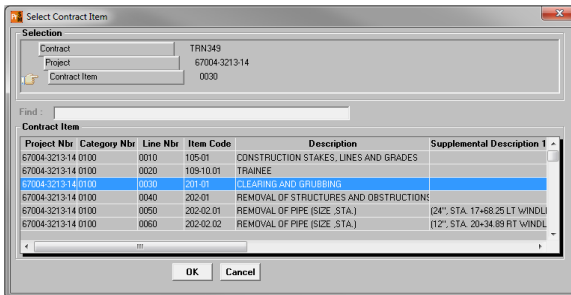 Select Contract Item
Selection
Contract TRN349
Project 67004-3213-14
Contract Item 0030
Find :
Contract Item
Project Nbr Category Nbr Line Nbr Item Code Description Supplemental Description 1
67004-3213-14 0100 0010 105-01 CONSTRUCTION STAKES, LINES AND GRADES
67004-3213-14 0100 0020 109-10.01 TRAINEE
67004-3213-14 0100 0030 201-01 CLEARING AND GRUBBING
67004-3213-14 0100 0040 202-01 REMOVAL OF STRUCTURES AND OBSTRUCTIONS
67004-3213-14 0100 0050 202-02.01 REMOVAL OF PIPE (SIZE ,STA.) (24", STA. 17+68.25 LT WINDL
67004-3213-14 0100 0060 202-02.02 REMOVAL OF PIPE (SIZE ,STA.) (12", STA. 20+34.89 RT WINDL
OK Cancel